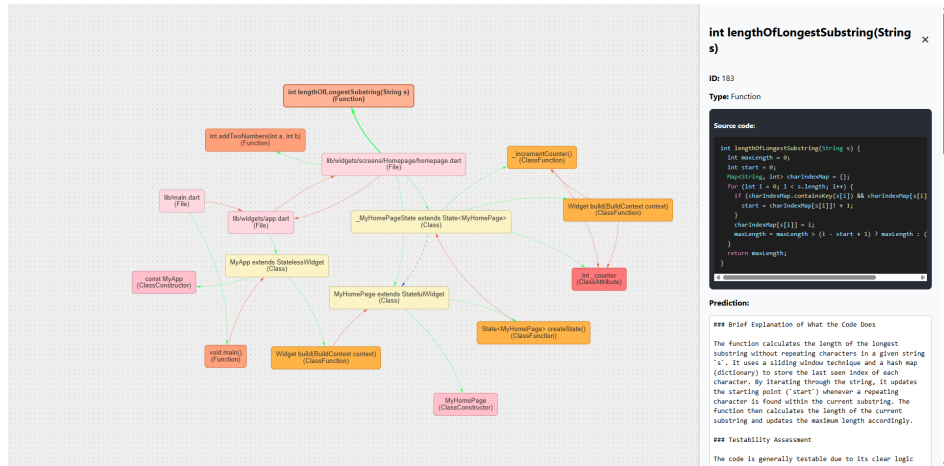 int lengthOfLongestSubstring(String s)
(Function)
int addTwoNumbers(int a, int b)
(Function)
lib/widgets/screens/Homepage/homepage.dart
(File)
_incrementCounter()
(ClassFunction)
lib/main.dart
(File)
lib/widgets/app.dart
(File)
_MyHomePageState extends State<MyHomePage>
(Class)
Widget build(BuildContext context)
(ClassFunction)
MyApp extends StatelessWidget
(Class)
const MyApp
(ClassConstructor)
int _counter
(ClassAttribute)
MyHomePage extends StatefulWidget
(Class)
State<MyHomePage> createState()
(ClassFunction)
void main()
(Function)
Widget build(BuildContext context)
(ClassFunction)
MyHomePage
(ClassConstructor)
int lengthOfLongestSubstring(String
s)
×
ID: 183
Type: Function
Source code:
int lengthOfLongestSubstring(String s) {
int maxLength = 0;
int start = 0;
Map<String, int> charIndexMap = {};
for (int i = 0; i < s.length; i++) {
if (charIndexMap.containsKey(s[i]) && charIndexMap[s[i]
start = charIndexMap[s[i]]! + 1;
}
charIndexMap[s[i]] = i;
maxLength = maxLength > (i - start + 1) ? maxLength : (
}
return maxLength;
}
Prediction:
### Brief Explanation of What the Code Does
The function calculates the length of the longest
substring without repeating characters in a given string
`s`. It uses a sliding window technique and a hash map
(dictionary) to store the last seen index of each
character. By iterating through the string, it updates
the starting point (`start`) whenever a repeating
character is found within the current substring. The
function then calculates the length of the current
substring and updates the maximum length accordingly.
### Testability Assessment
The code is generally testable due to its clear logic